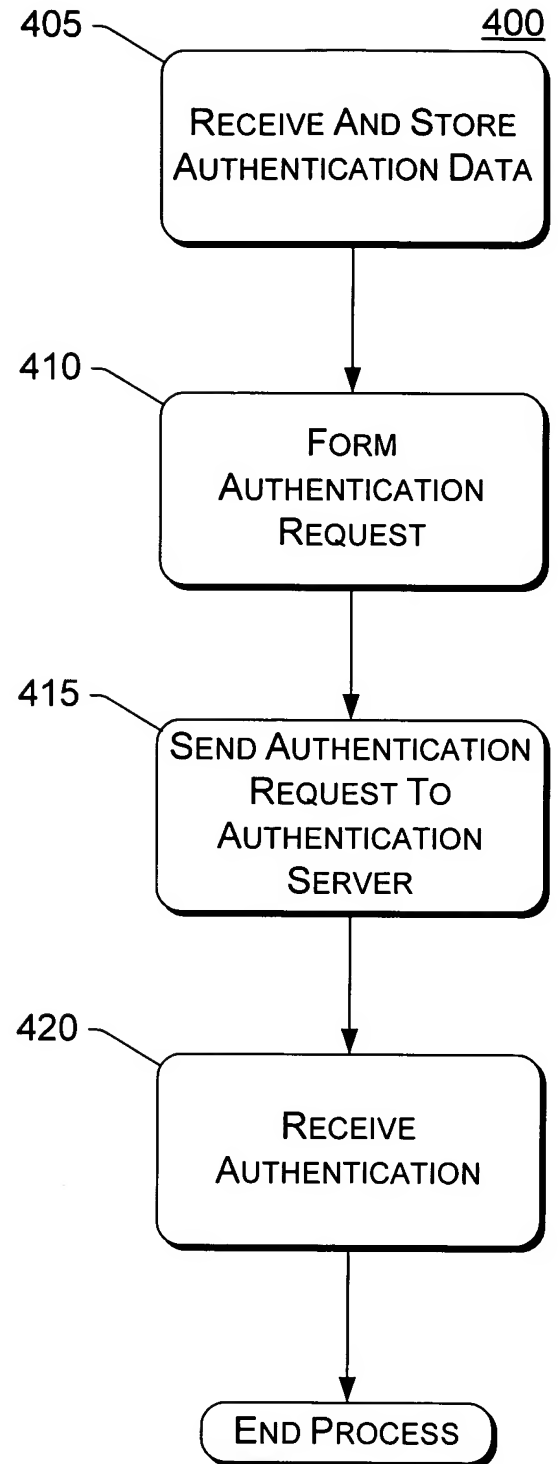 405
400
RECEIVE AND STORE
AUTHENTICATION DATA
410
FORM
AUTHENTICATION
REQUEST
415
SEND AUTHENTICATION
REQUEST TO
AUTHENTICATION
SERVER
420
RECEIVE
AUTHENTICATION
END PROCESS